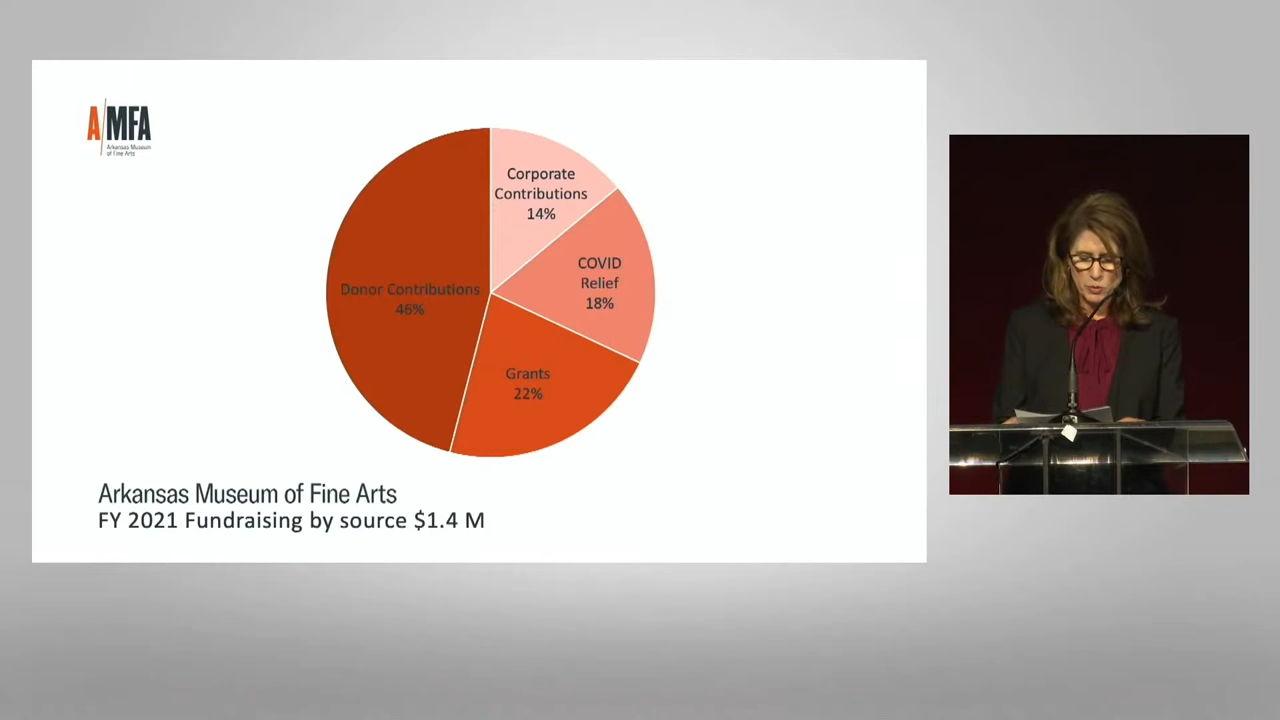 A/MFA
Arkansas Museum
of Fine Arts
Corporate
Contributions
14%
COVID
Relief
18%
Donor Contributions
46%
Grants
22%
Arkansas Museum of Fine Arts
FY 2021 Fundraising by source $1.4 M